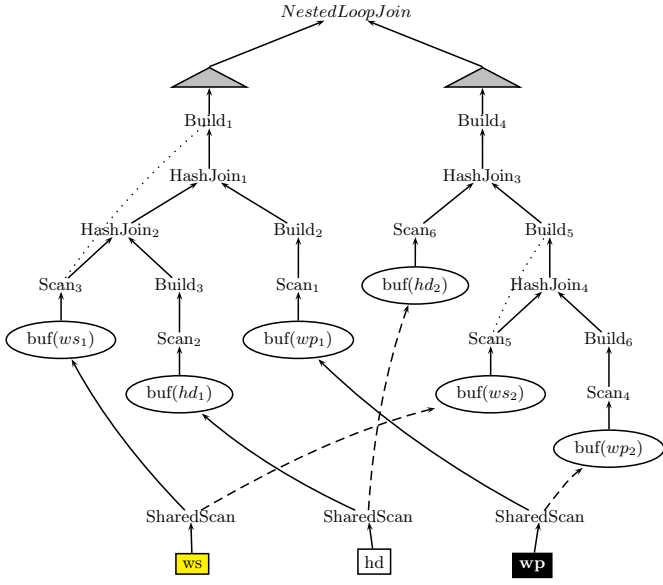 NestedLoopJoin
Build₁ Build₄
HashJoin₁ HashJoin₃
HashJoin₂ Build₂ Scan₆ Build₅
Scan₃ Build₃ Scan₁ buf(hd₂) HashJoin₄
buf(ws₁) Scan₂ buf(wp₁) Scan₅ Build₆
buf(hd₁) buf(ws₂) Scan₄
buf(wp₂)
SharedScan SharedScan SharedScan
ws hd wp